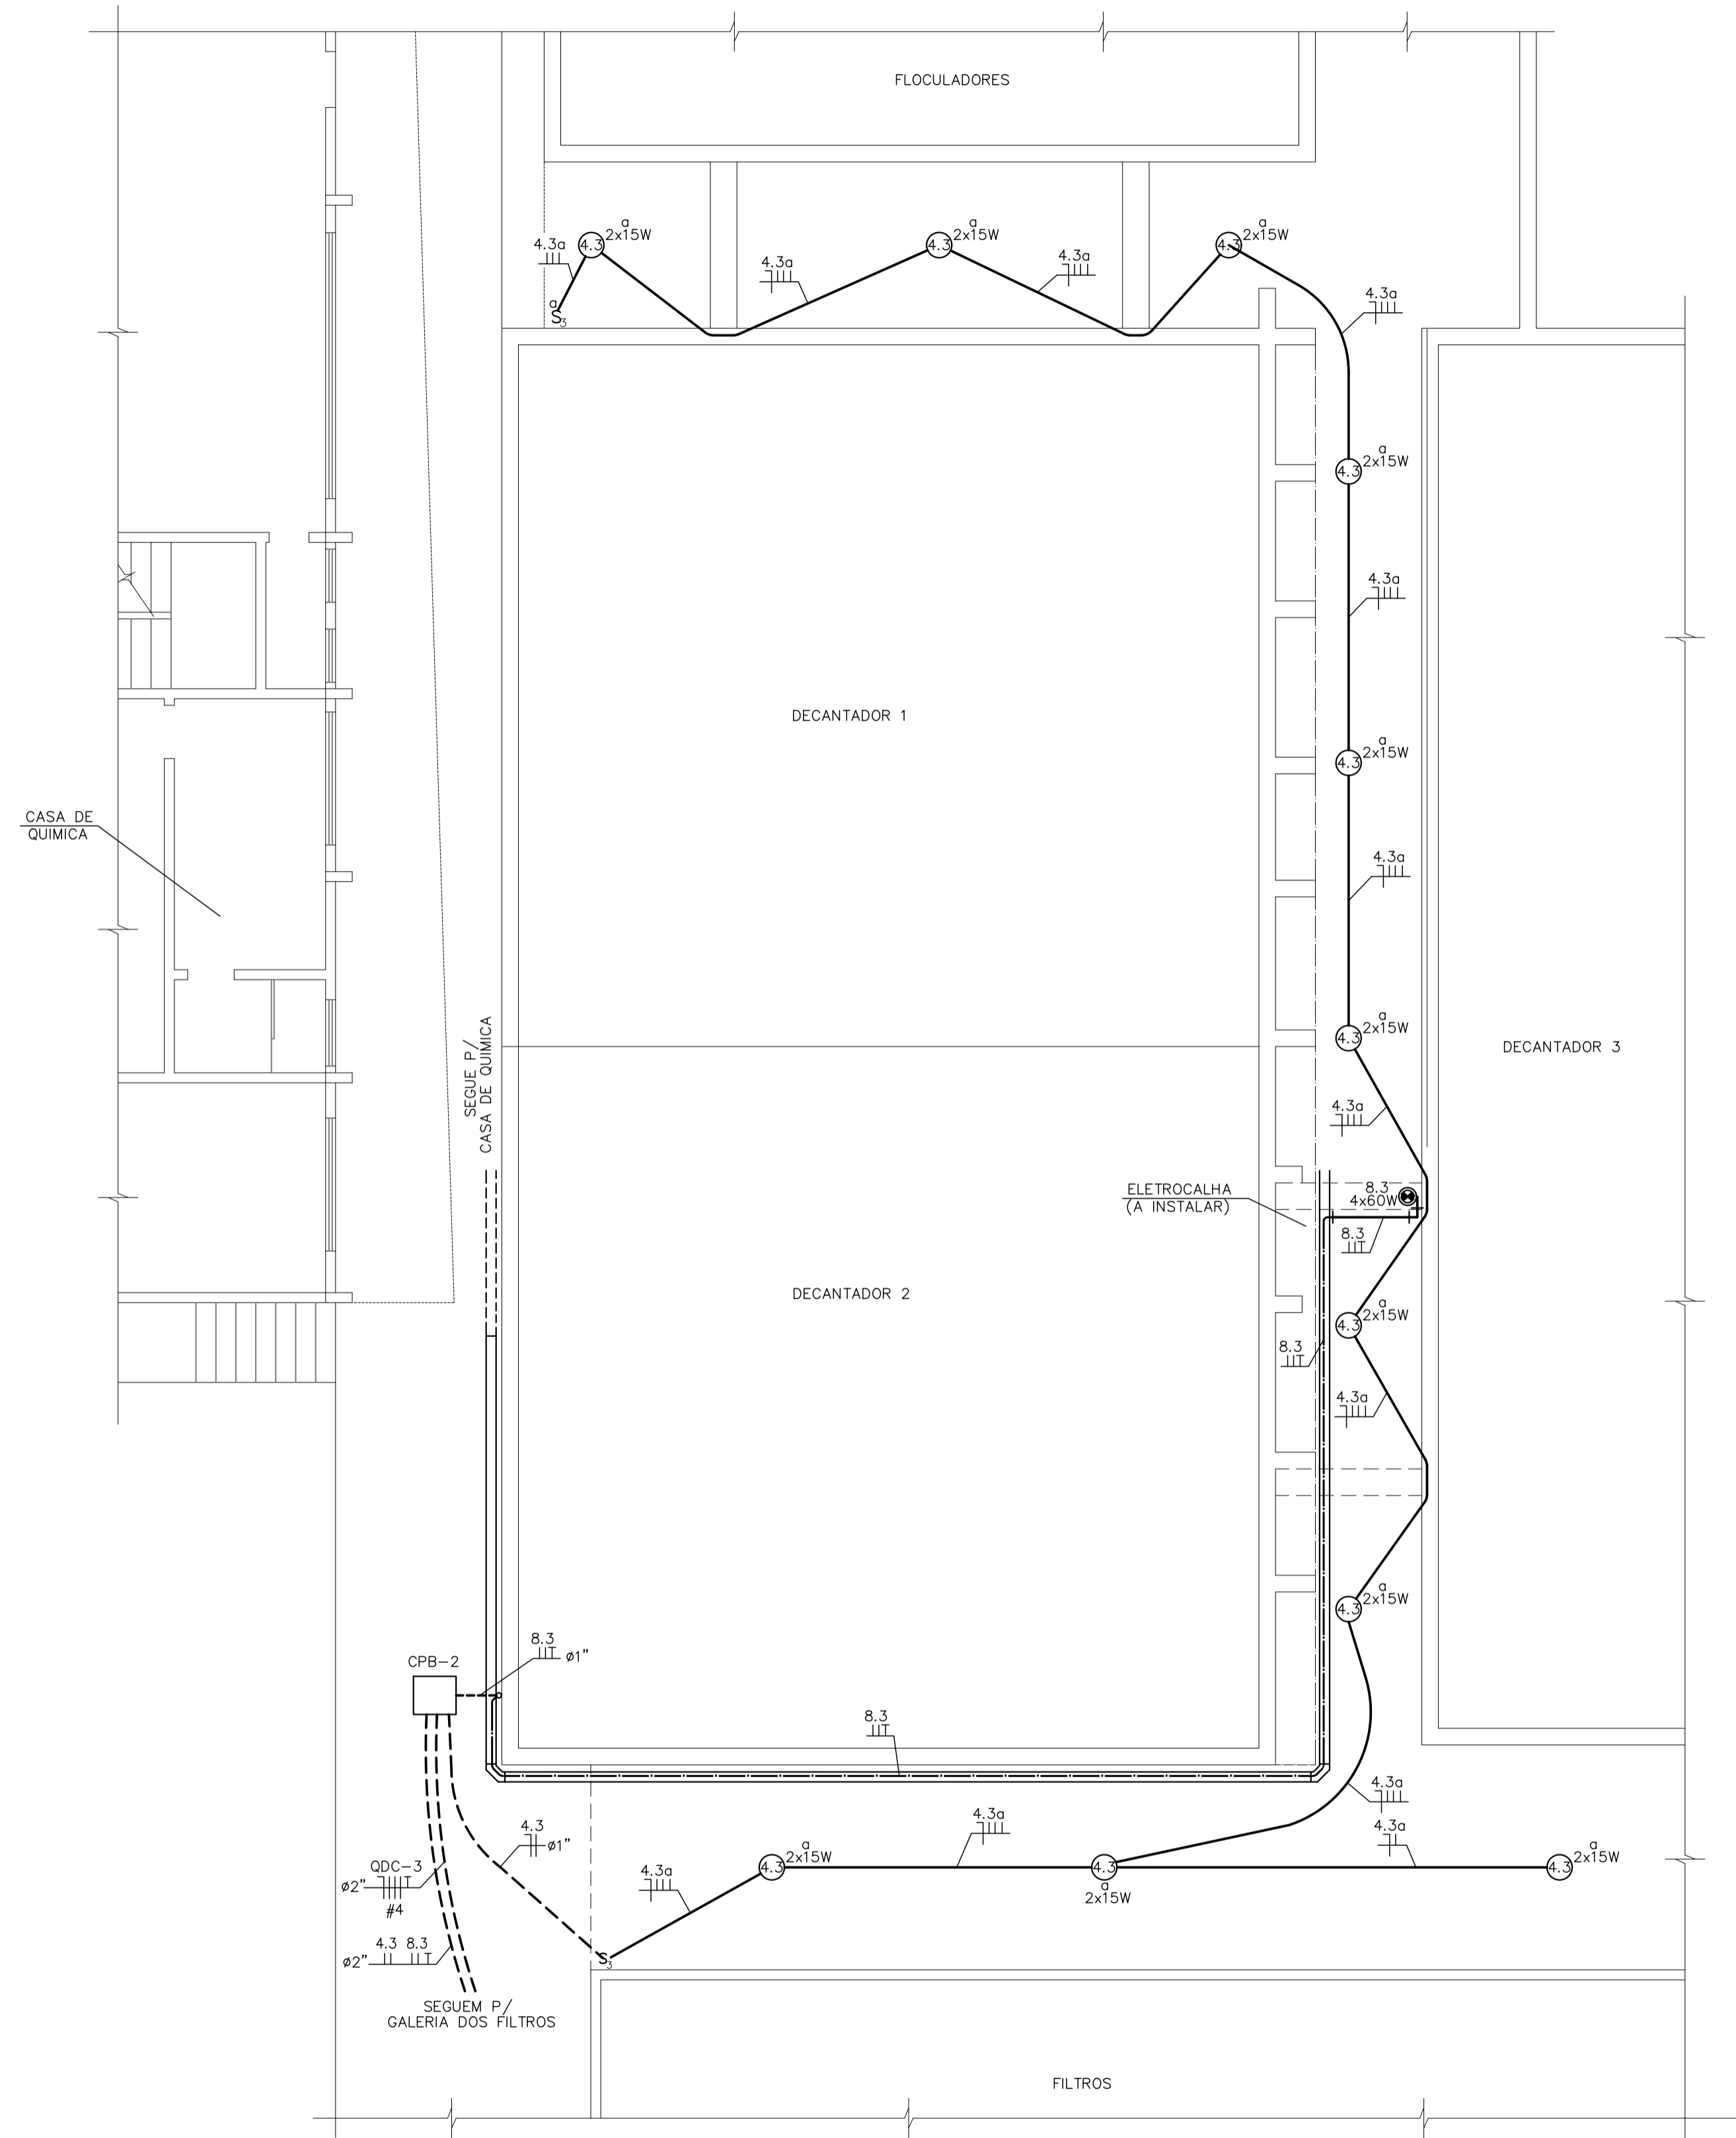 FLOCULADORES
a
2x15W
4.3
4.3a
a
S3
4.3a
a
2x15W
4.3
4.3a
a
2x15W
4.3
4.3a
a
2x15W
4.3
4.3a
DECANTADOR 1
a
2x15W
4.3
CASA DE
QUIMICA
4.3a
SEGUE P/
CASA DE QUIMICA
a
2x15W
4.3
DECANTADOR 3
4.3a
ELETROCALHA
(A INSTALAR)
8.3
4x60W
8.3
DECANTADOR 2
a
2x15W
4.3
8.3
4.3a
a
2x15W
4.3
8.3
ø1"
CPB-2
8.3
4.3a
4.3
ø1"
4.3a
4.3a
a
2x15W
4.3
4.3
a
2x15W
a
2x15W
4.3
4.3a
QDC-3
ø2"
#4
4.3 8.3
ø2"
S3
SEGUEM P/
GALERIA DOS FILTROS
FILTROS